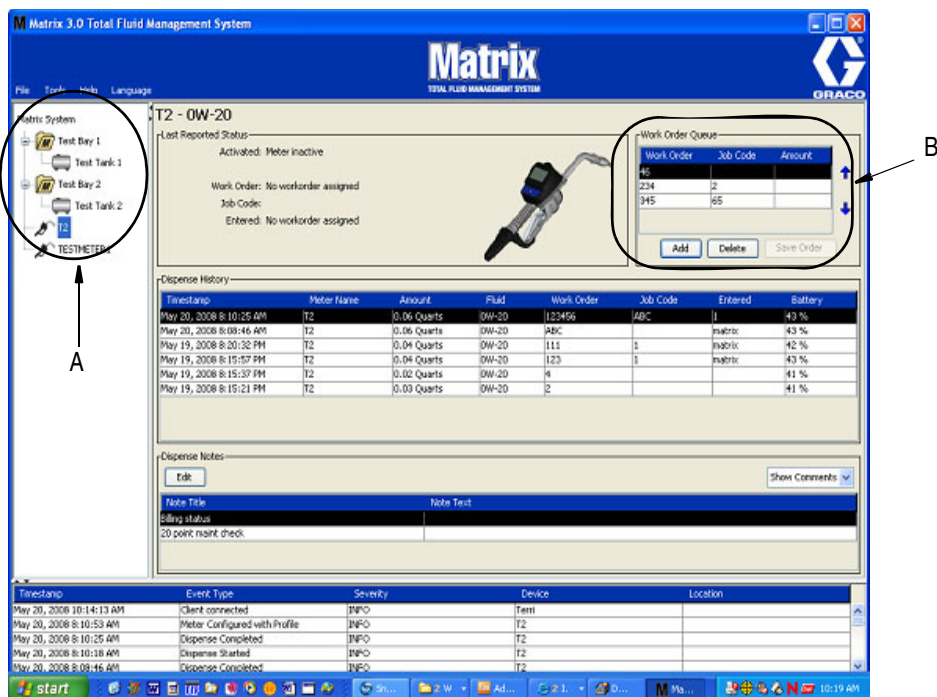 Matrix 3.0 Total Fluid Management System
Matrix
TOTAL FLUID MANAGEMENT SYSTEM
GRACO
File Tools Help Language
Matrix System
Test Bay 1
Test Tank 1
Test Bay 2
Test Tank 2
T2
TESTMETER
A
T2 - 0W-20
Last Reported Status
Activated: Meter inactive
Work Order: No workorder assigned
Job Code:
Entered: No workorder assigned
Work Order Queue
Work Order Job Code Amount
46
234 2
345 65
Add Delete Save Order
B
Dispense History
Timestamp Meter Name Amount Fluid Work Order Job Code Entered Battery
May 20, 2008 8:10:25 AM T2 0.06 Quarts 0W-20 123456 ABC 1 43 %
May 20, 2008 8:08:46 AM T2 0.06 Quarts 0W-20 ABC matrix 43 %
May 19, 2008 8:20:32 PM T2 0.04 Quarts 0W-20 111 1 matrix 42 %
May 19, 2008 8:15:57 PM T2 0.04 Quarts 0W-20 123 1 matrix 43 %
May 19, 2008 8:15:37 PM T2 0.02 Quarts 0W-20 4 41 %
May 19, 2008 8:15:21 PM T2 0.03 Quarts 0W-20 2 41 %
Dispense Notes
Edit Show Comments
Note Title Note Text
Billing status
20 point maint check
Timestamp Event Type Severity Device Location
May 20, 2008 10:14:13 AM Client connected INFO Terri
May 20, 2008 8:10:53 AM Meter Configured with Profile INFO T2
May 20, 2008 8:10:25 AM Dispense Completed INFO T2
May 20, 2008 8:10:18 AM Dispense Started INFO T2
May 20, 2008 8:09:46 AM Dispense Completed INFO T2
start Sn... 2 W Ad... 2 1. O... Ma... 10:19 AM